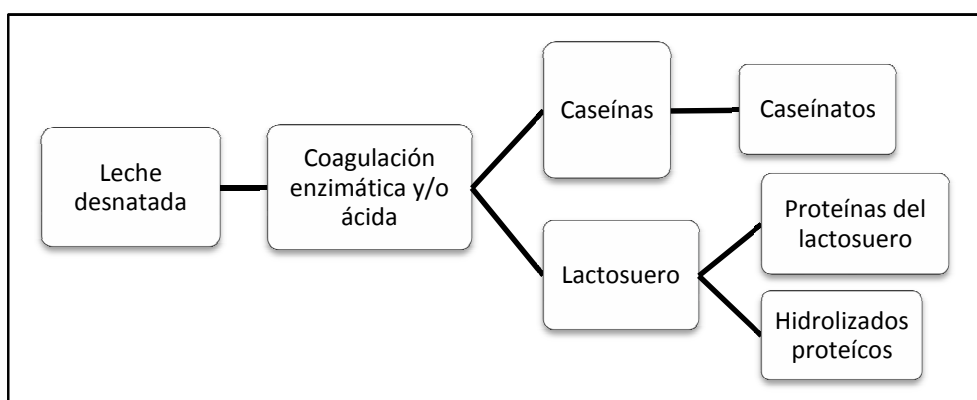 Leche
desnatada
Coagulación
enzimática y/o
ácida
Caseínas
Caseínatos
Lactosuero
Proteínas del
lactosuero
Hidrolizados
proteícos